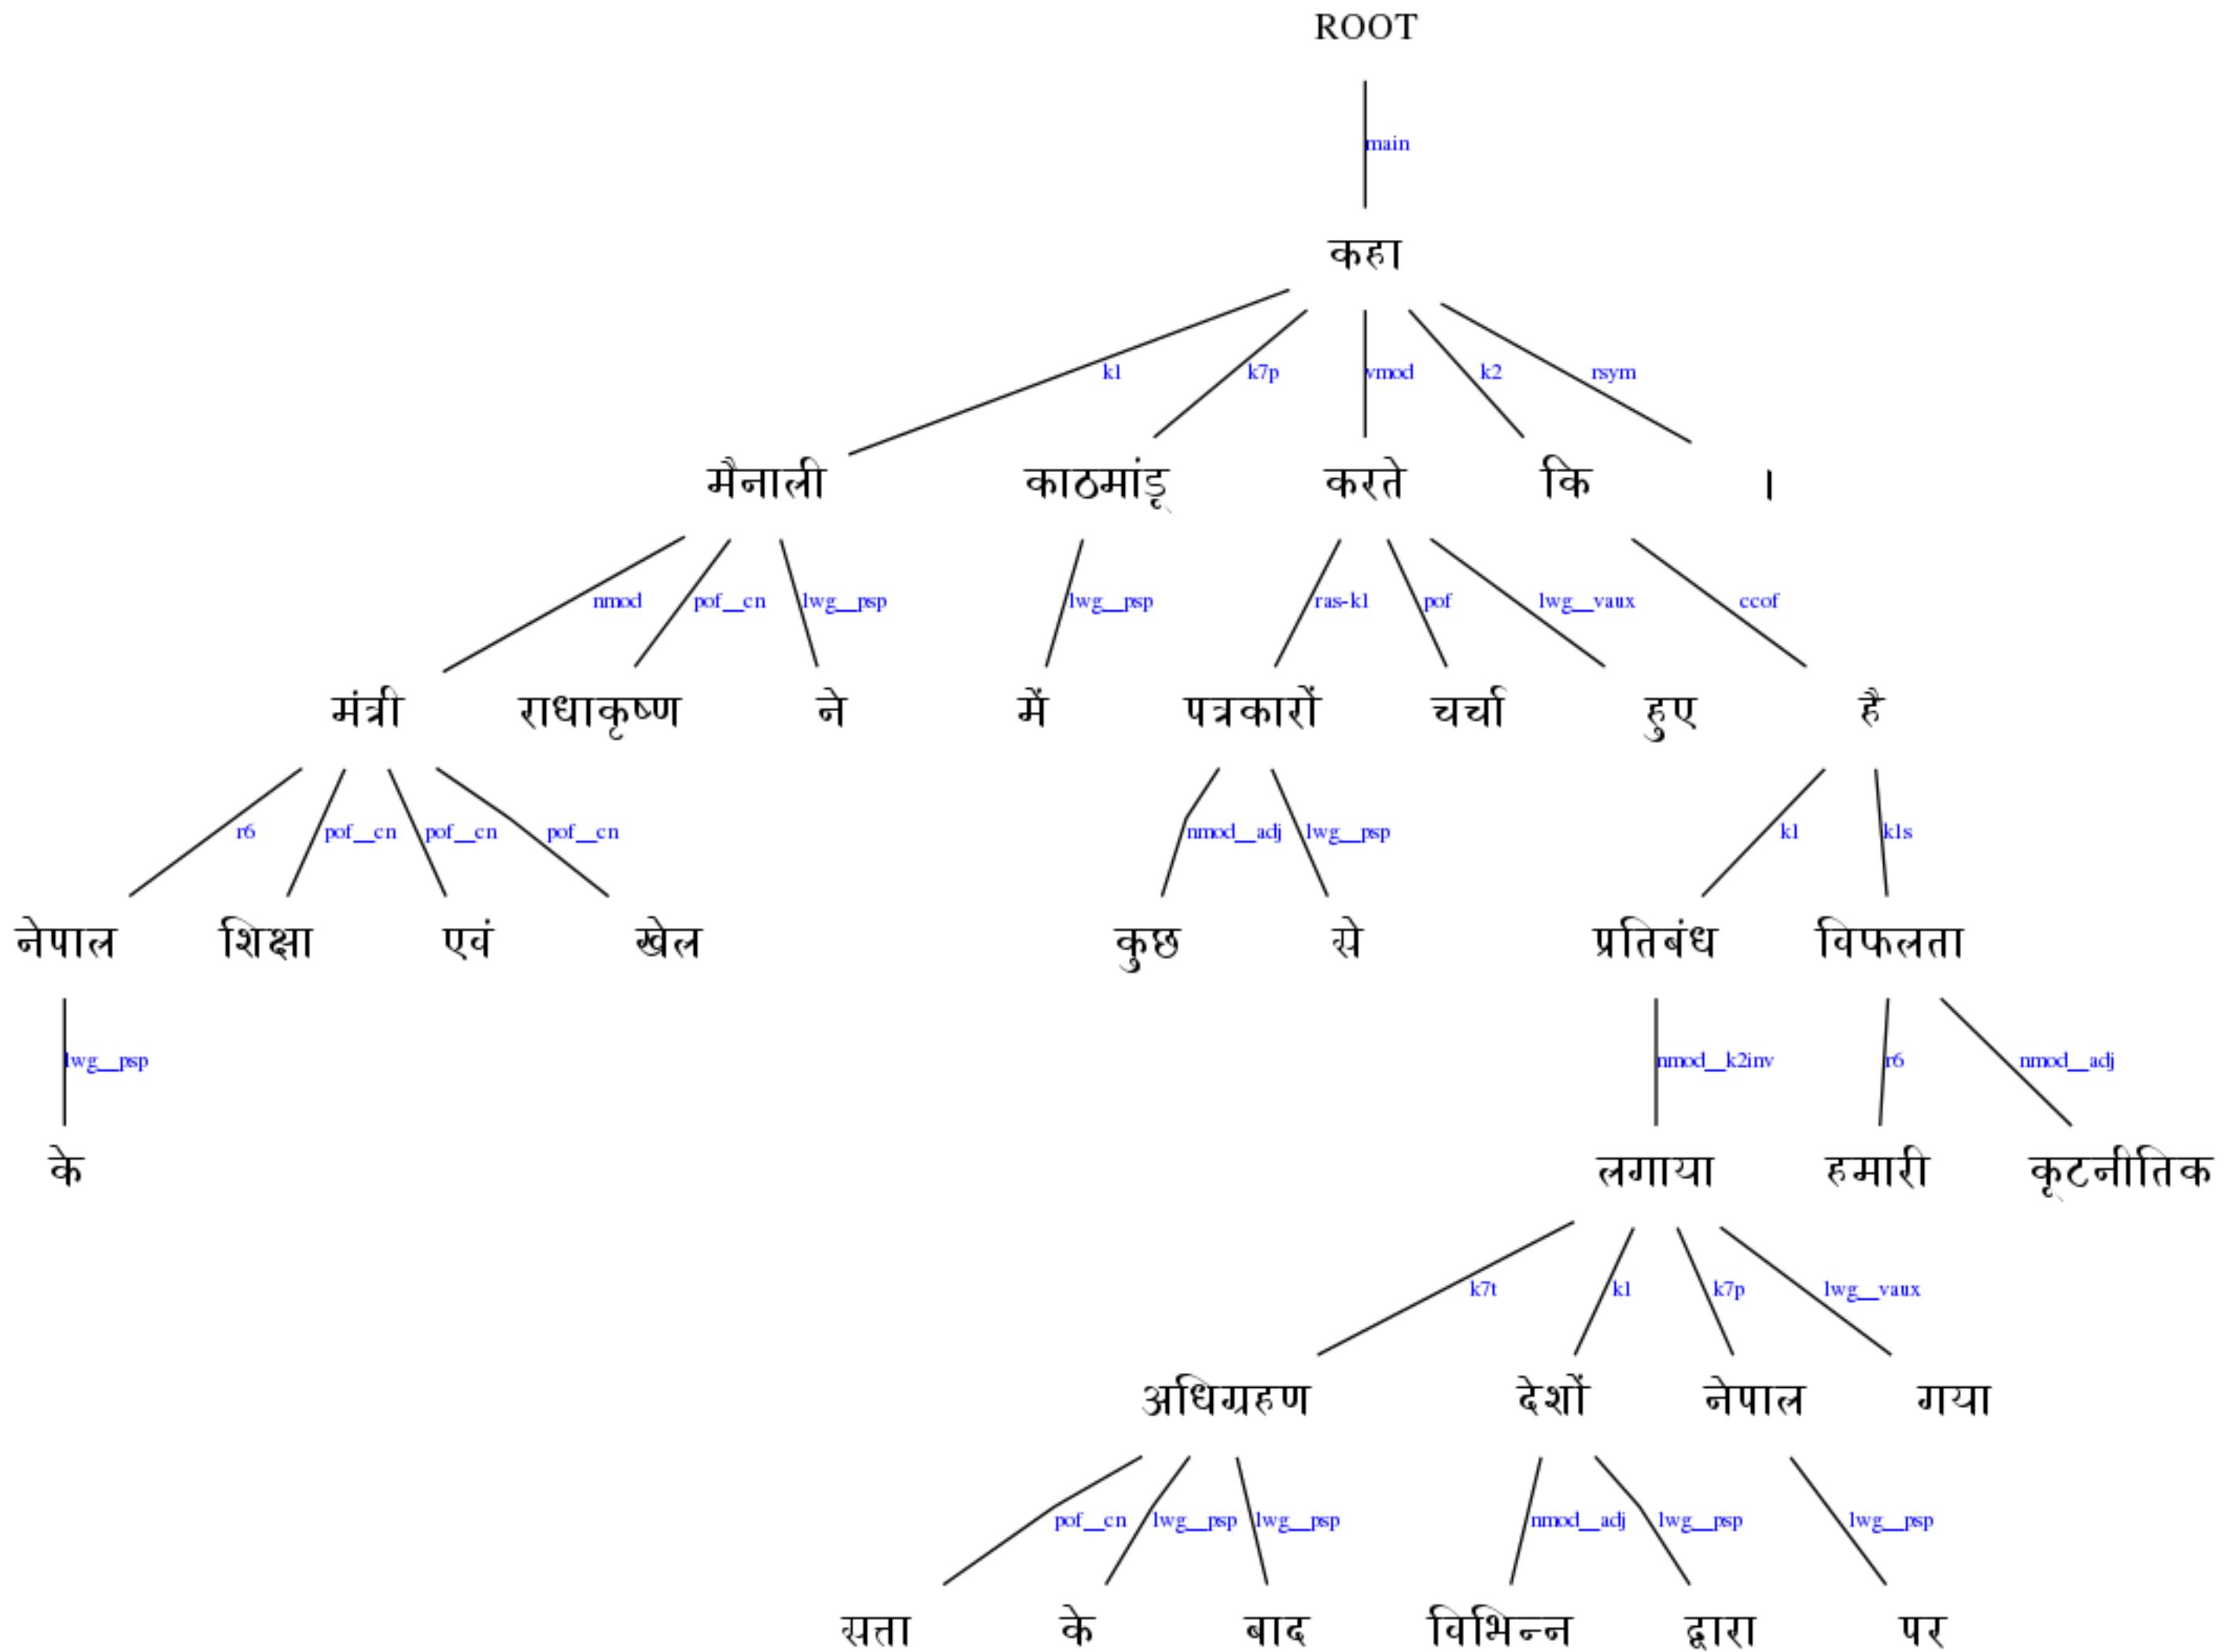 ROOT
main
कहा
k1 k7p vmod k2 rsym
मैनाली काठमांडू करते कि ।
nmod pof__cn lwg__psp lwg__psp ras-k1 pof lwg__vaux ccof
मंत्री राधाकृष्ण ने में पत्रकारों चर्चा हुए है
r6 pof__cn pof__cn pof__cn nmod__adj lwg__psp k1 k1s
नेपाल शिक्षा एवं खेल कुछ से प्रतिबंध विफलता
lwg__psp nmod__k2inv r6 nmod__adj
के लगाया हमारी कूटनीतिक
k7t k1 k7p lwg__vaux
अधिग्रहण देशों नेपाल गया
pof__cn lwg__psp lwg__psp nmod__adj lwg__psp lwg__psp
सत्ता के बाद विभिन्न द्वारा पर